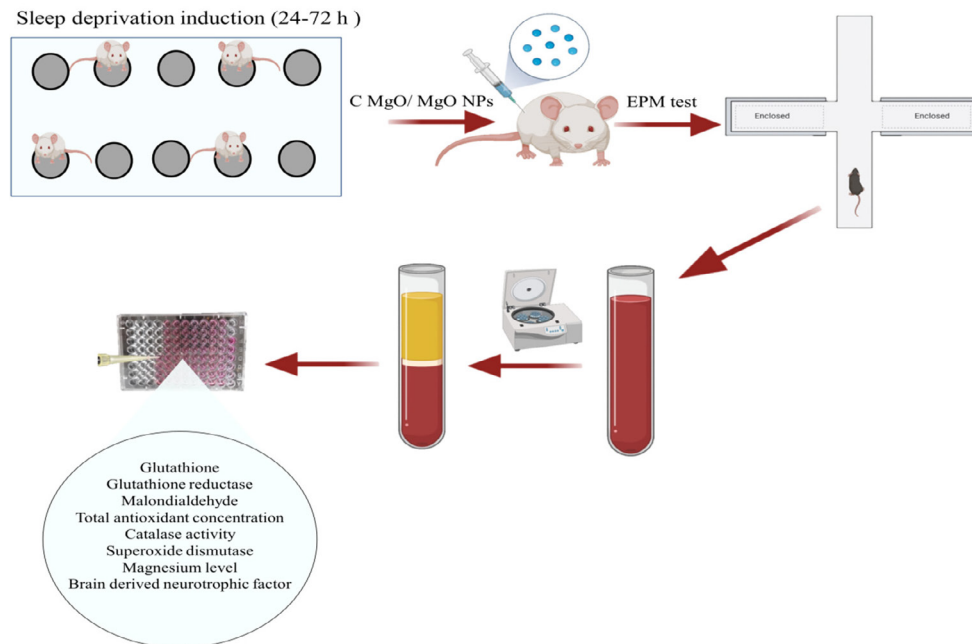 Sleep deprivation induction (24-72 h )
C MgO/ MgO NPs
EPM test
Enclosed
Enclosed
Glutathione
Glutathione reductase
Malondialdehyde
Total antioxidant concentration
Catalase activity
Superoxide dismutase
Magnesium level
Brain derived neurotrophic factor